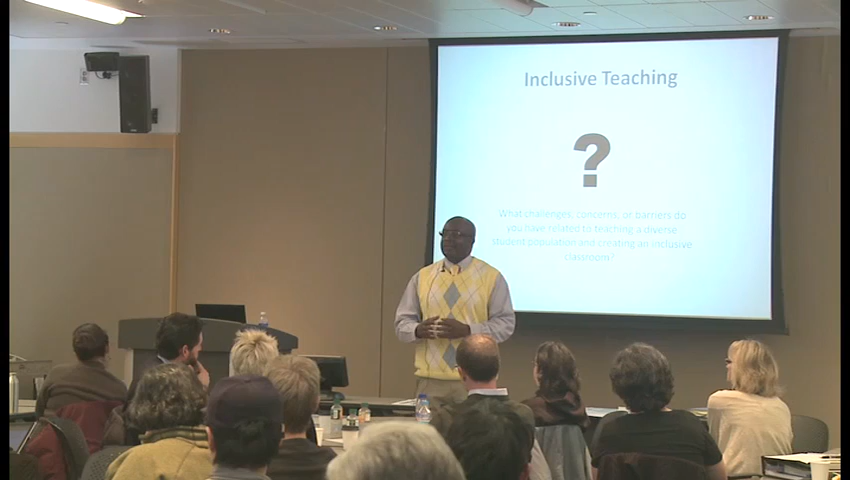 Inclusive Teaching
?
What challenges, concerns, or barriers do
you have related to teaching a diverse
student population and creating an inclusive
classroom?